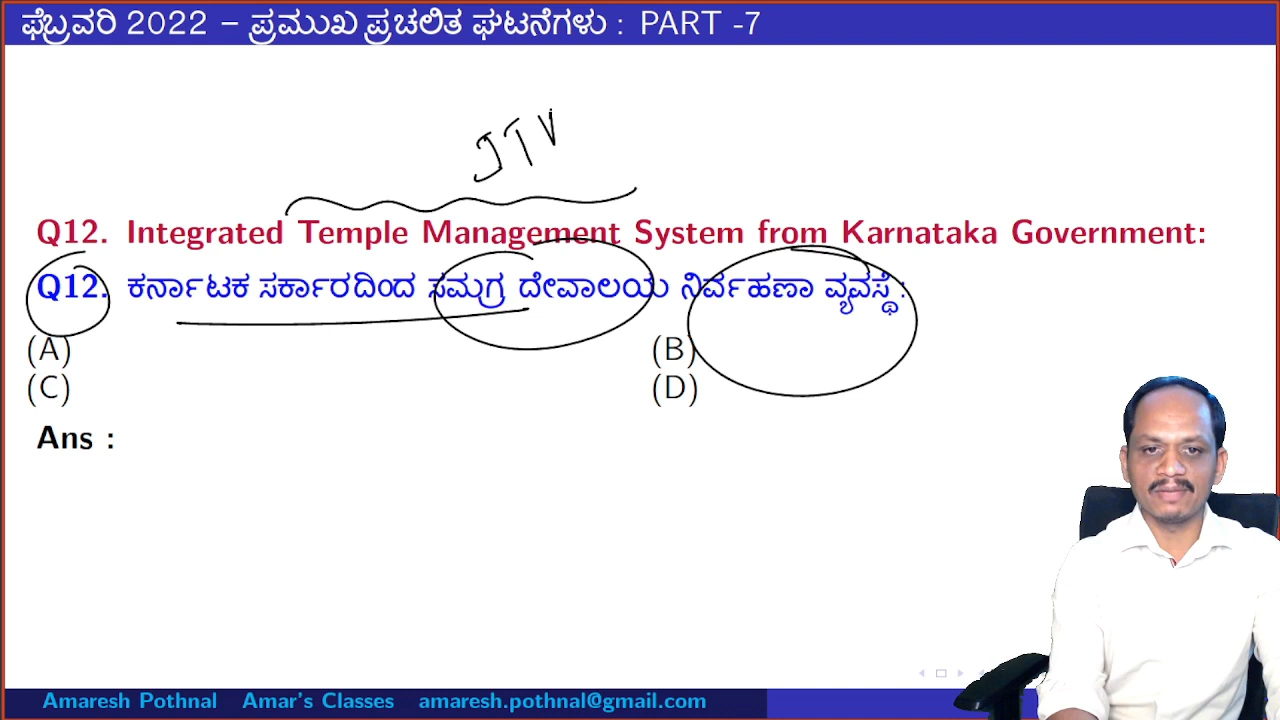 ಫೆಬ್ರವರಿ 2022 – ಪ್ರಮುಖ ಪ್ರಚಲಿತ ಘಟನೆಗಳು : PART -7
Q12. Integrated Temple Management System from Karnataka Government:
Q12. ಕರ್ನಾಟಕ ಸರ್ಕಾರದಿಂದ ಸಮಗ್ರ ದೇವಾಲಯ ನಿರ್ವಹಣಾ ವ್ಯವಸ್ಥೆ:
(A) (B)
(C) (D)
Ans :
Amaresh Pothnal Amar's Classes amaresh.pothnal@gmail.com